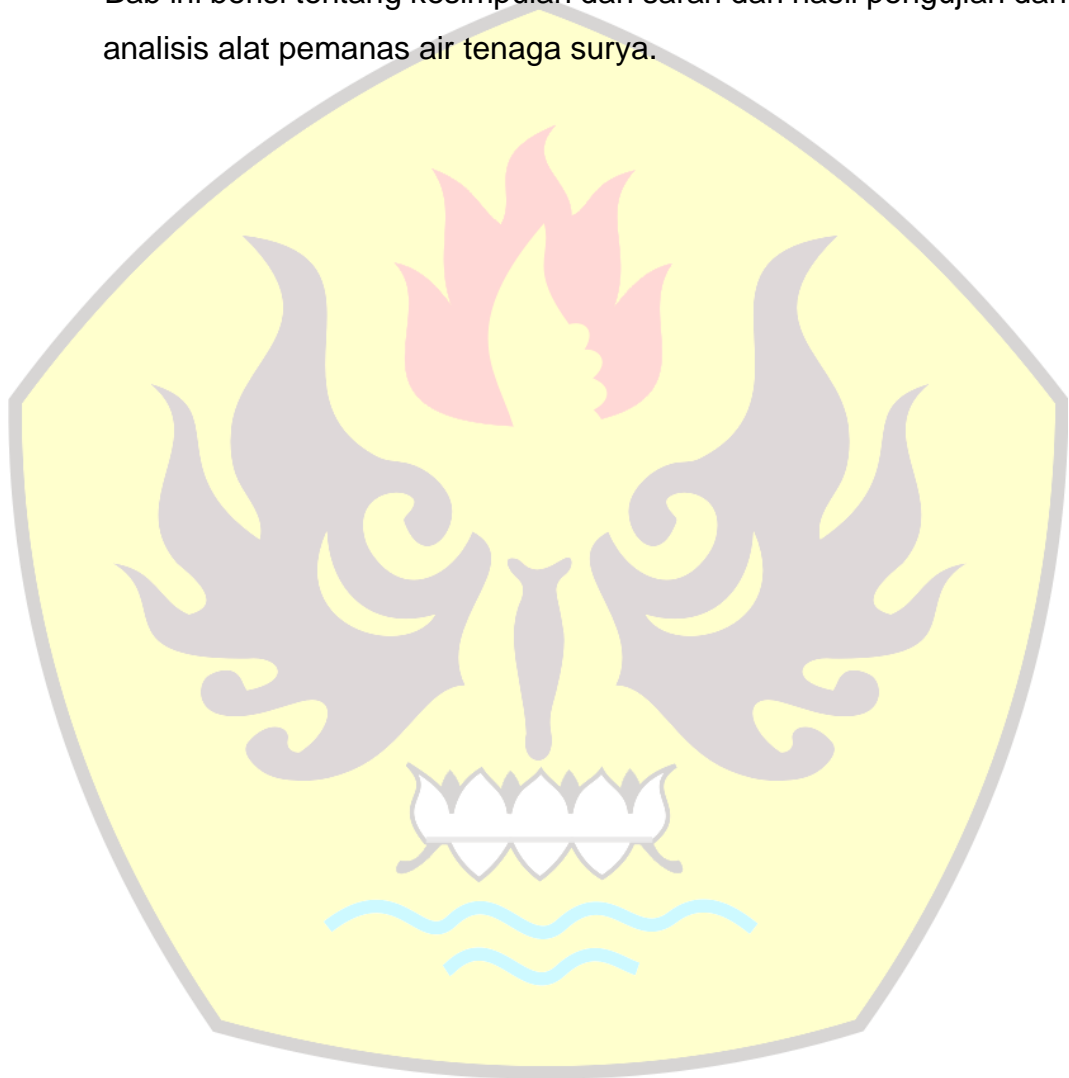 Bab ini berisi tentang kesimpulan dan saran dari hasil pengujian dan
analisis alat pemanas air tenaga surya.